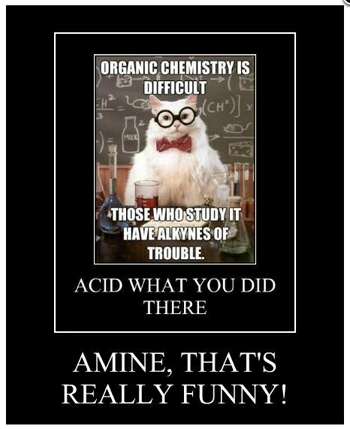 ORGANIC CHEMISTRY IS
DIFFICULT
THOSE WHO STUDY IT
HAVE ALKYNES OF
TROUBLE.
ACID WHAT YOU DID
THERE
AMINE, THAT'S
REALLY FUNNY!